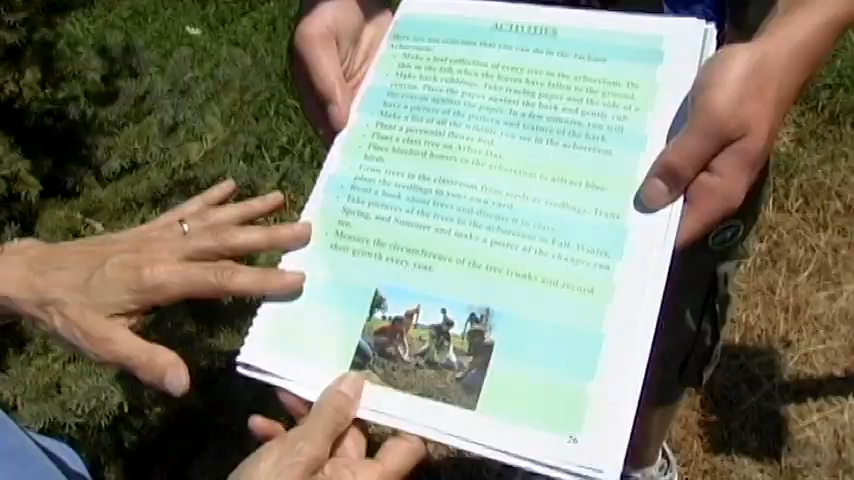 ACTIVITIES
Here are some activities that you can do in the Jackson
Arboretum:
• Make a leaf collection of every tree in the arboretum. Do
this in the fall, when the leaves have fallen to the ground.
• Make bark rubbings. Take tracing paper and the side of a
crayon. Place the paper against the bark and gently rub
the crayon against the paper. In a few minutes, you will
have a picture of the pattern and texture of the bark.
• Make a list of all the wildlife you see in the arboretum.
• Plant a perennial flower bed.
• Plant a class tree on Arbor Day.
• Place bluebird houses in the arboretum to attract blue-
birds.
• Grow trees in the classroom from seeds or seedlings. Trans-
plant the seedlings in your own yard.
• Read a book about trees and discuss it in class.
• Take pictures of the trees in the arboretum in Fall, Winter,
Spring, and Summer and make a poster of the changes you
see.
• Measure the circumference of the tree trunks and record
their growth every year.
26